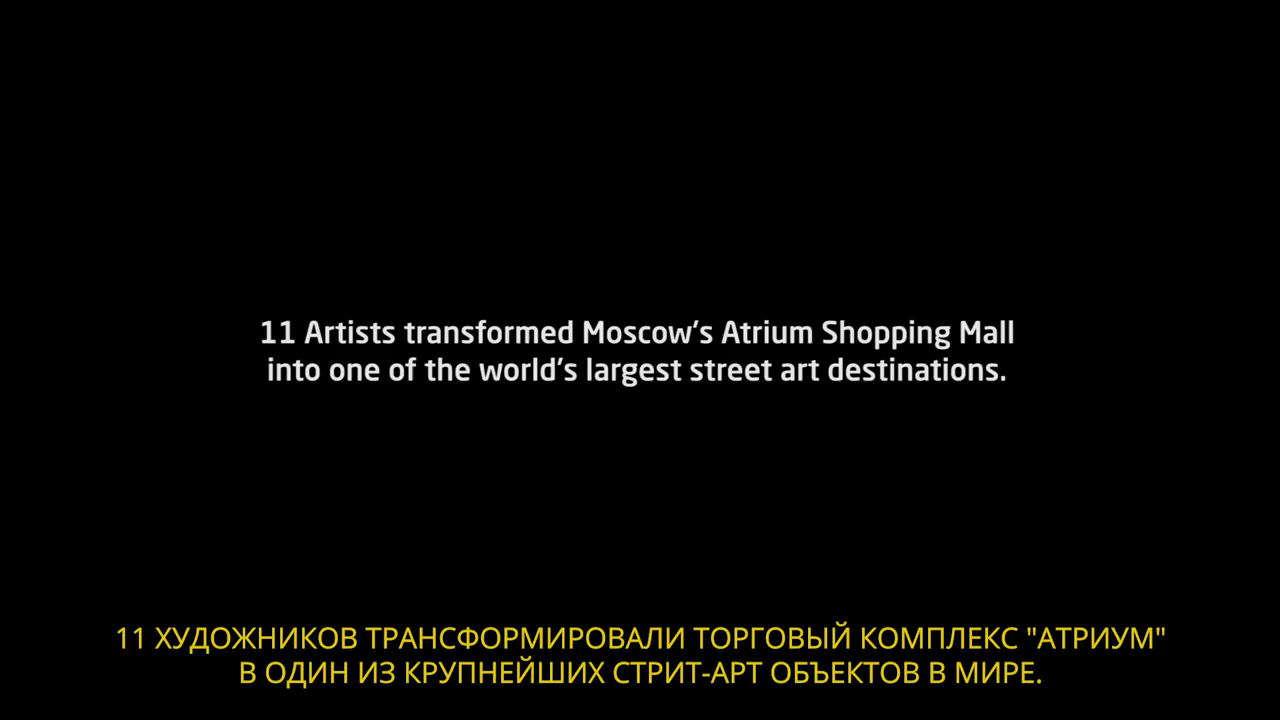 11 Artists transformed Moscow's Atrium Shopping Mall
into one of the world's largest street art destinations.
11 ХУДОЖНИКОВ ТРАНСФОРМИРОВАЛИ ТОРГОВЫЙ КОМПЛЕКС "АТРИУМ"
В ОДИН ИЗ КРУПНЕЙШИХ СТРИТ-АРТ ОБЪЕКТОВ В МИРЕ.